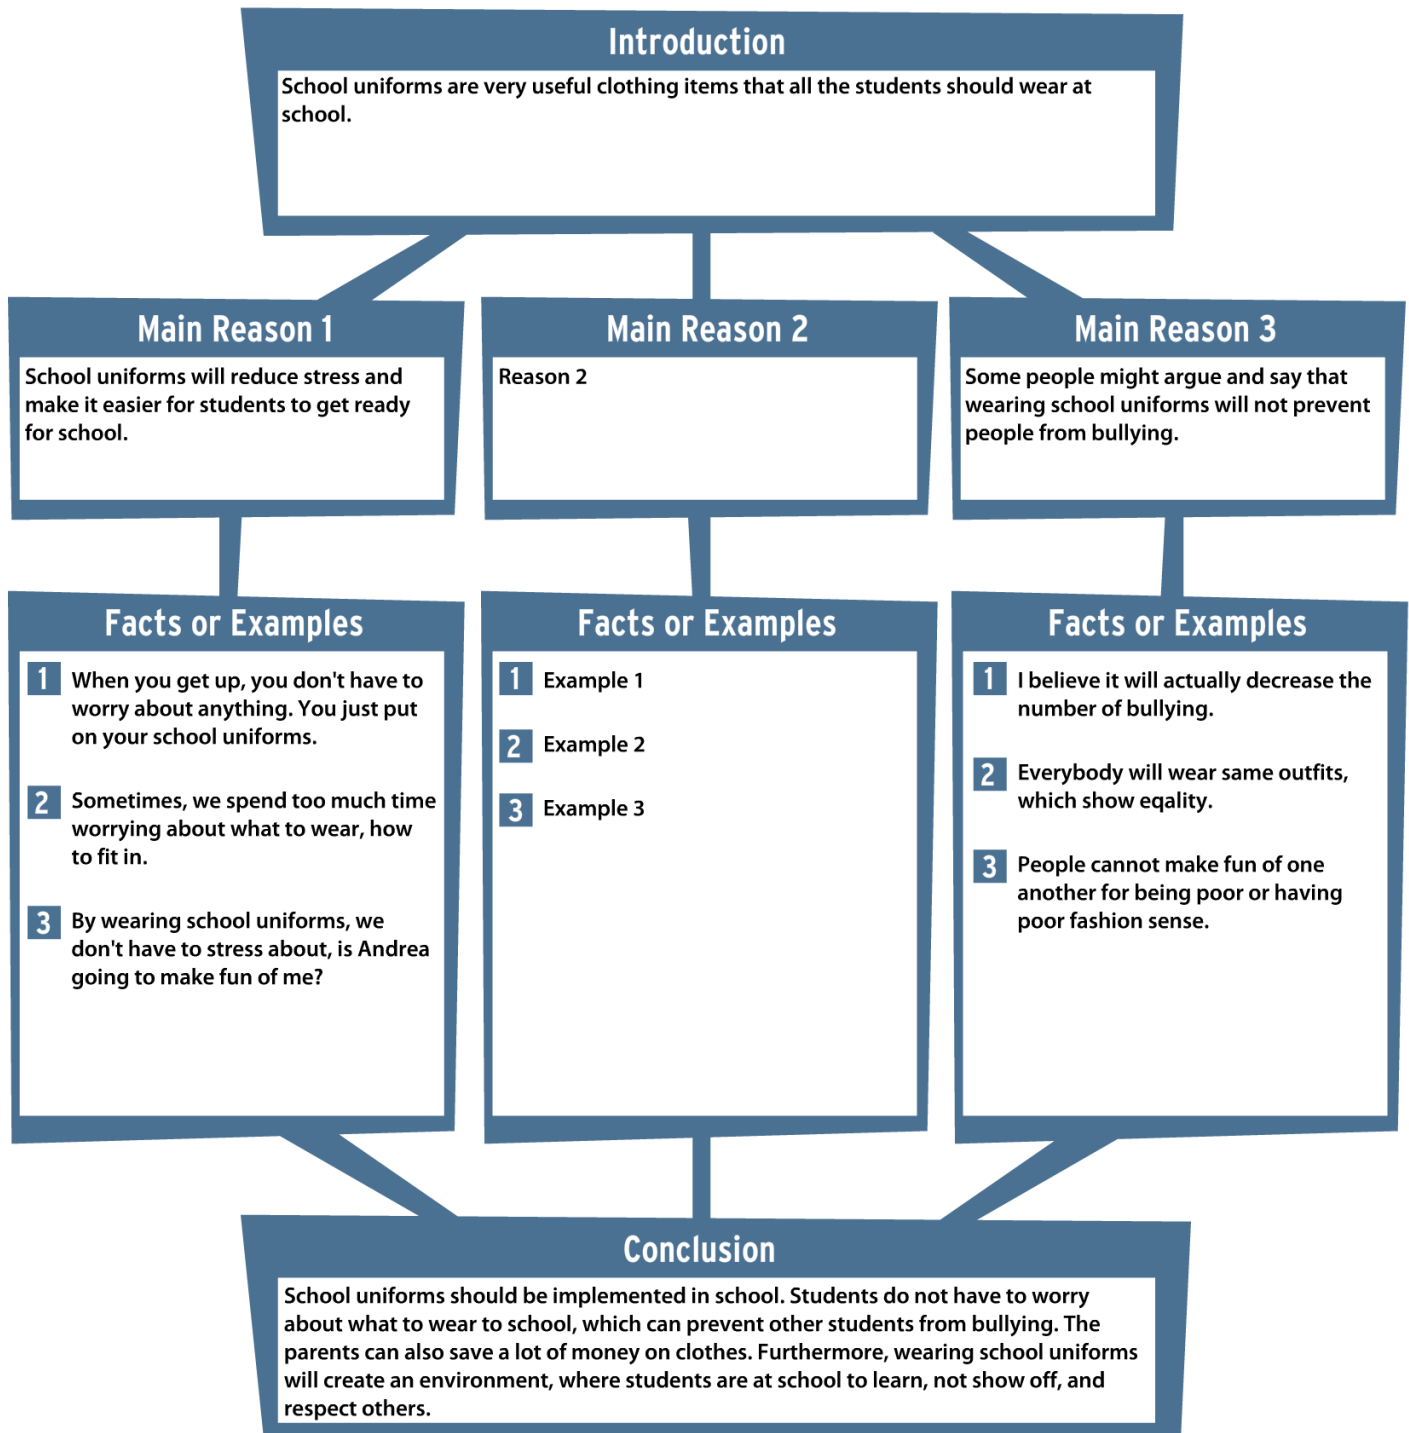 Introduction
School uniforms are very useful clothing items that all the students should wear at
school.
Main Reason 1
School uniforms will reduce stress and
make it easier for students to get ready
for school.
Main Reason 2
Reason 2
Main Reason 3
Some people might argue and say that
wearing school uniforms will not prevent
people from bullying.
Facts or Examples
1 When you get up, you don't have to
worry about anything. You just put
on your school uniforms.
2 Sometimes, we spend too much time
worrying about what to wear, how
to fit in.
3 By wearing school uniforms, we
don't have to stress about, is Andrea
going to make fun of me?
Facts or Examples
1 Example 1
2 Example 2
3 Example 3
Facts or Examples
1 I believe it will actually decrease the
number of bullying.
2 Everybody will wear same outfits,
which show eqality.
3 People cannot make fun of one
another for being poor or having
poor fashion sense.
Conclusion
School uniforms should be implemented in school. Students do not have to worry
about what to wear to school, which can prevent other students from bullying. The
parents can also save a lot of money on clothes. Furthermore, wearing school uniforms
will create an environment, where students are at school to learn, not show off, and
respect others.